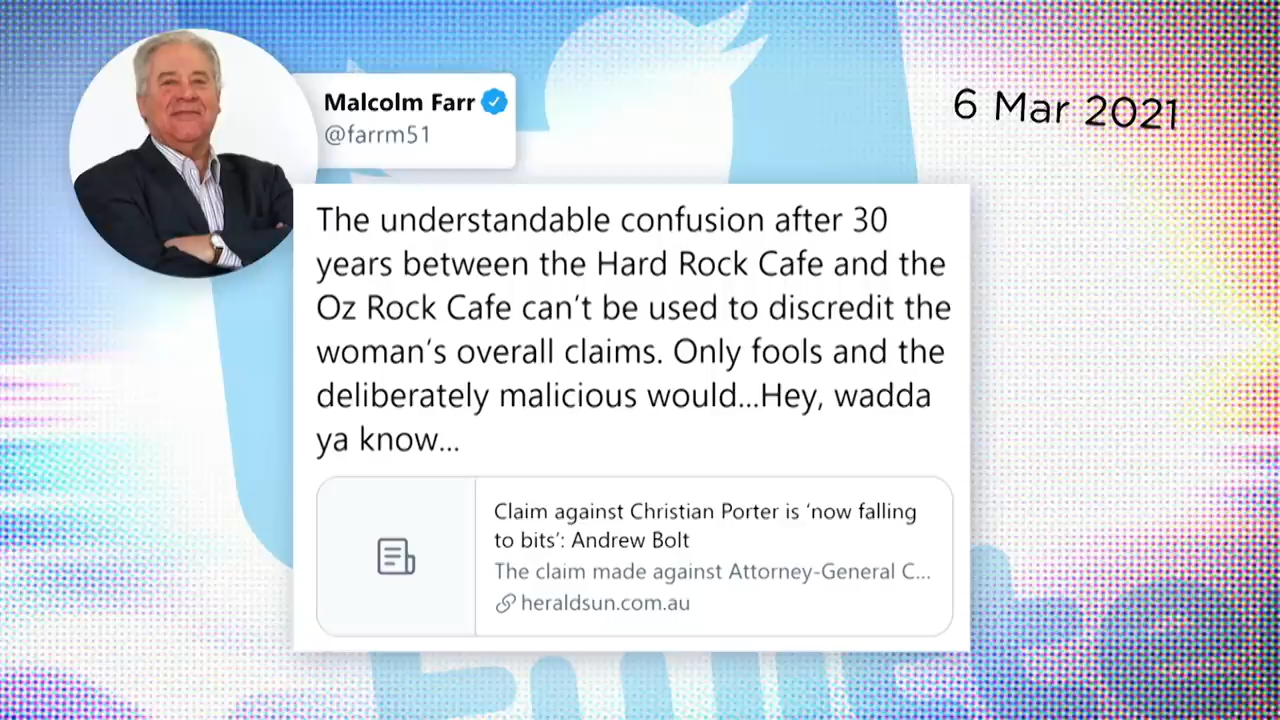 Malcolm Farr
@farrm51
6 Mar 2021
The understandable confusion after 30
years between the Hard Rock Cafe and the
Oz Rock Cafe can't be used to discredit the
woman's overall claims. Only fools and the
deliberately malicious would...Hey, wadda
ya know...
Claim against Christian Porter is ‘now falling
to bits’: Andrew Bolt
The claim made against Attorney-General C...
heraldsun.com.au